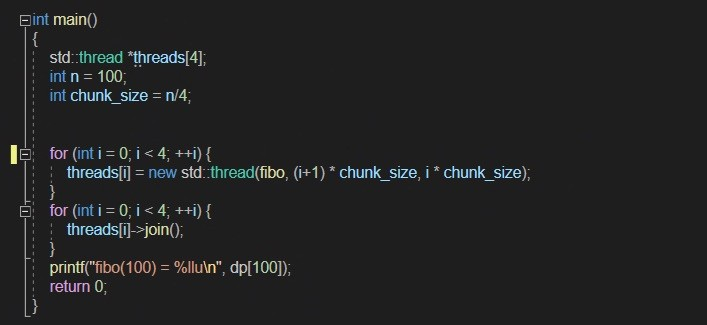 int main()
{
std::thread *threads[4];
int n = 100;
int chunk_size = n/4;
for (int i = 0; i < 4; ++i) {
threads[i] = new std::thread(fibo, (i+1) * chunk_size, i * chunk_size);
}
for (int i = 0; i < 4; ++i) {
threads[i]->join();
}
printf("fibo(100) = %llu\n", dp[100]);
return 0;
}